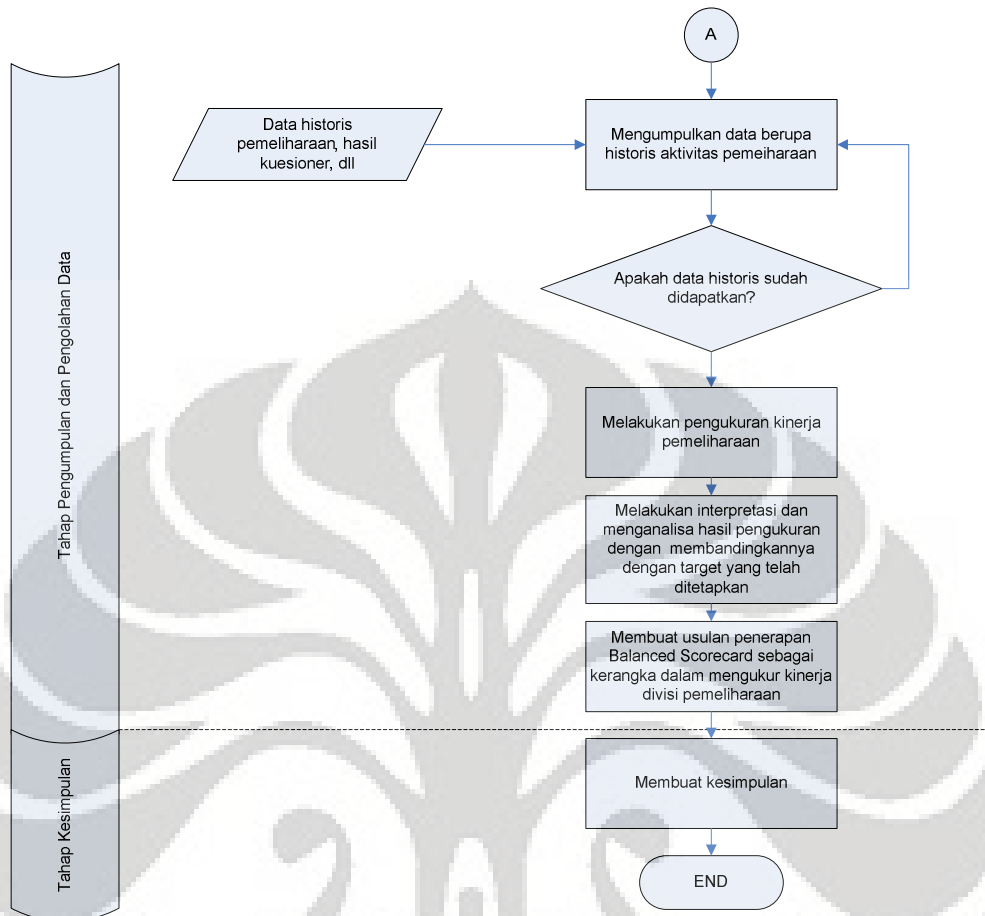 A
Data historis
pemeliharaan, hasil
kuesioner, dll
Mengumpulkan data berupa
historis aktivitas pemeiharaan
Apakah data historis sudah
didapatkan?
Tahap Pengumpulan dan Pengolahan Data
Melakukan pengukuran kinerja
pemeliharaan
Melakukan interpretasi dan
menganalisa hasil pengukuran
dengan membandingkannya
dengan target yang telah
ditetapkan
Membuat usulan penerapan
Balanced Scorecard sebagai
kerangka dalam mengukur kinerja
divisi pemeliharaan
Tahap Kesimpulan
Membuat kesimpulan
END